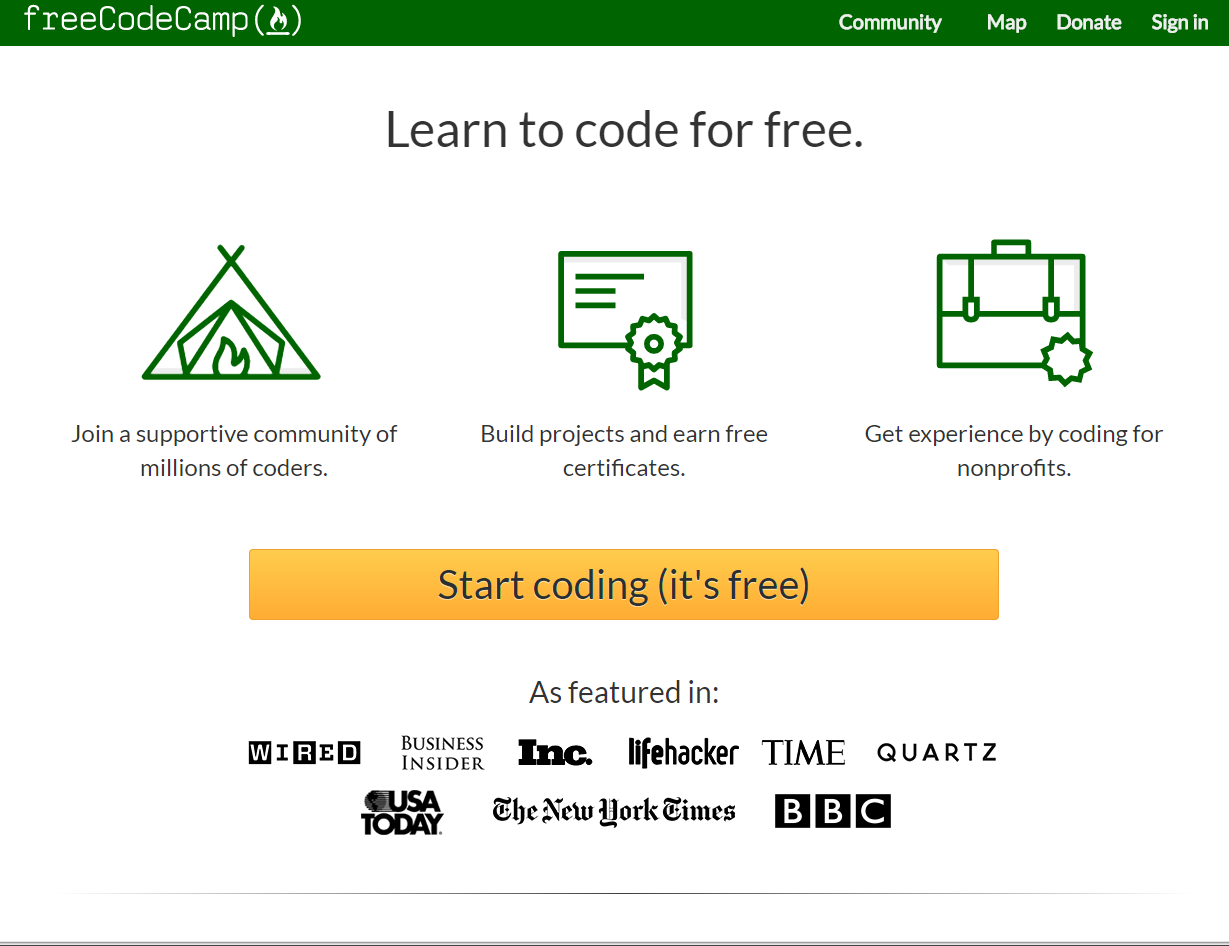 freeCodeCamp(🔥) Community Map Donate Sign in
Learn to code for free.
Join a supportive community of
millions of coders.
Build projects and earn free
certificates.
Get experience by coding for
nonprofits.
Start coding (it's free)
As featured in:
WIRED BUSINESS INSIDER Inc. lifehacker TIME QUARTZ
USA TODAY. The New York Times BBC